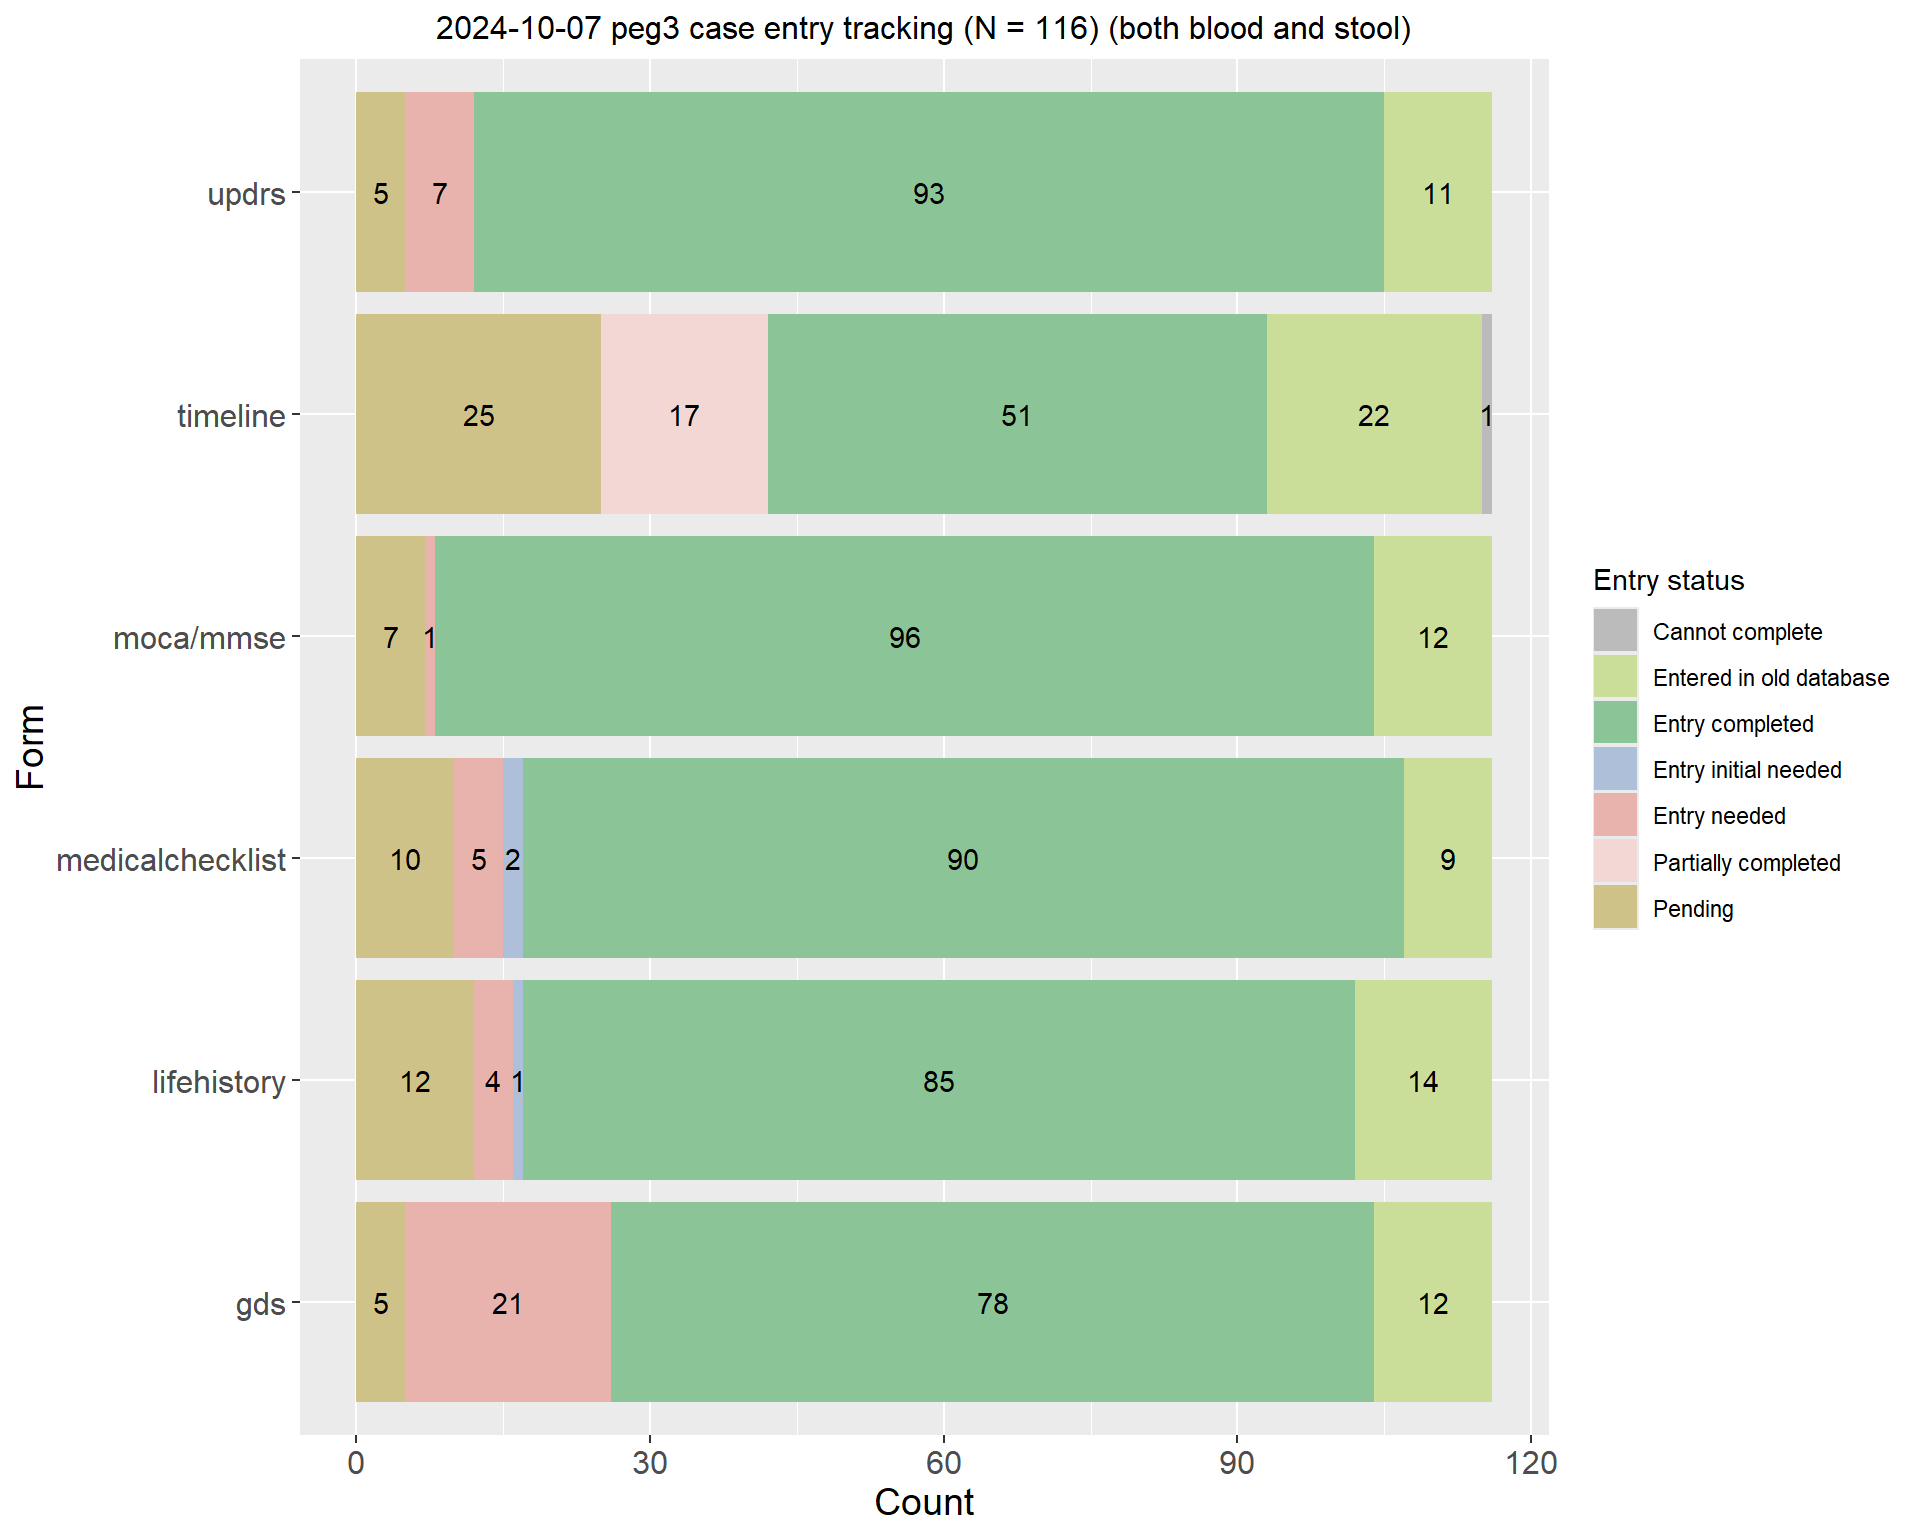 2024-10-07 peg3 case entry tracking (N = 116) (both blood and stool)
Form
updrs
5 7 93 11
timeline
25 17 51 22 1
moca/mmse
7 1 96 12
medicalchecklist
10 5 2 90 9
lifehistory
12 4 1 85 14
gds
5 21 78 12
0 30 60 90 120
Count
Entry status
Cannot complete
Entered in old database
Entry completed
Entry initial needed
Entry needed
Partially completed
Pending